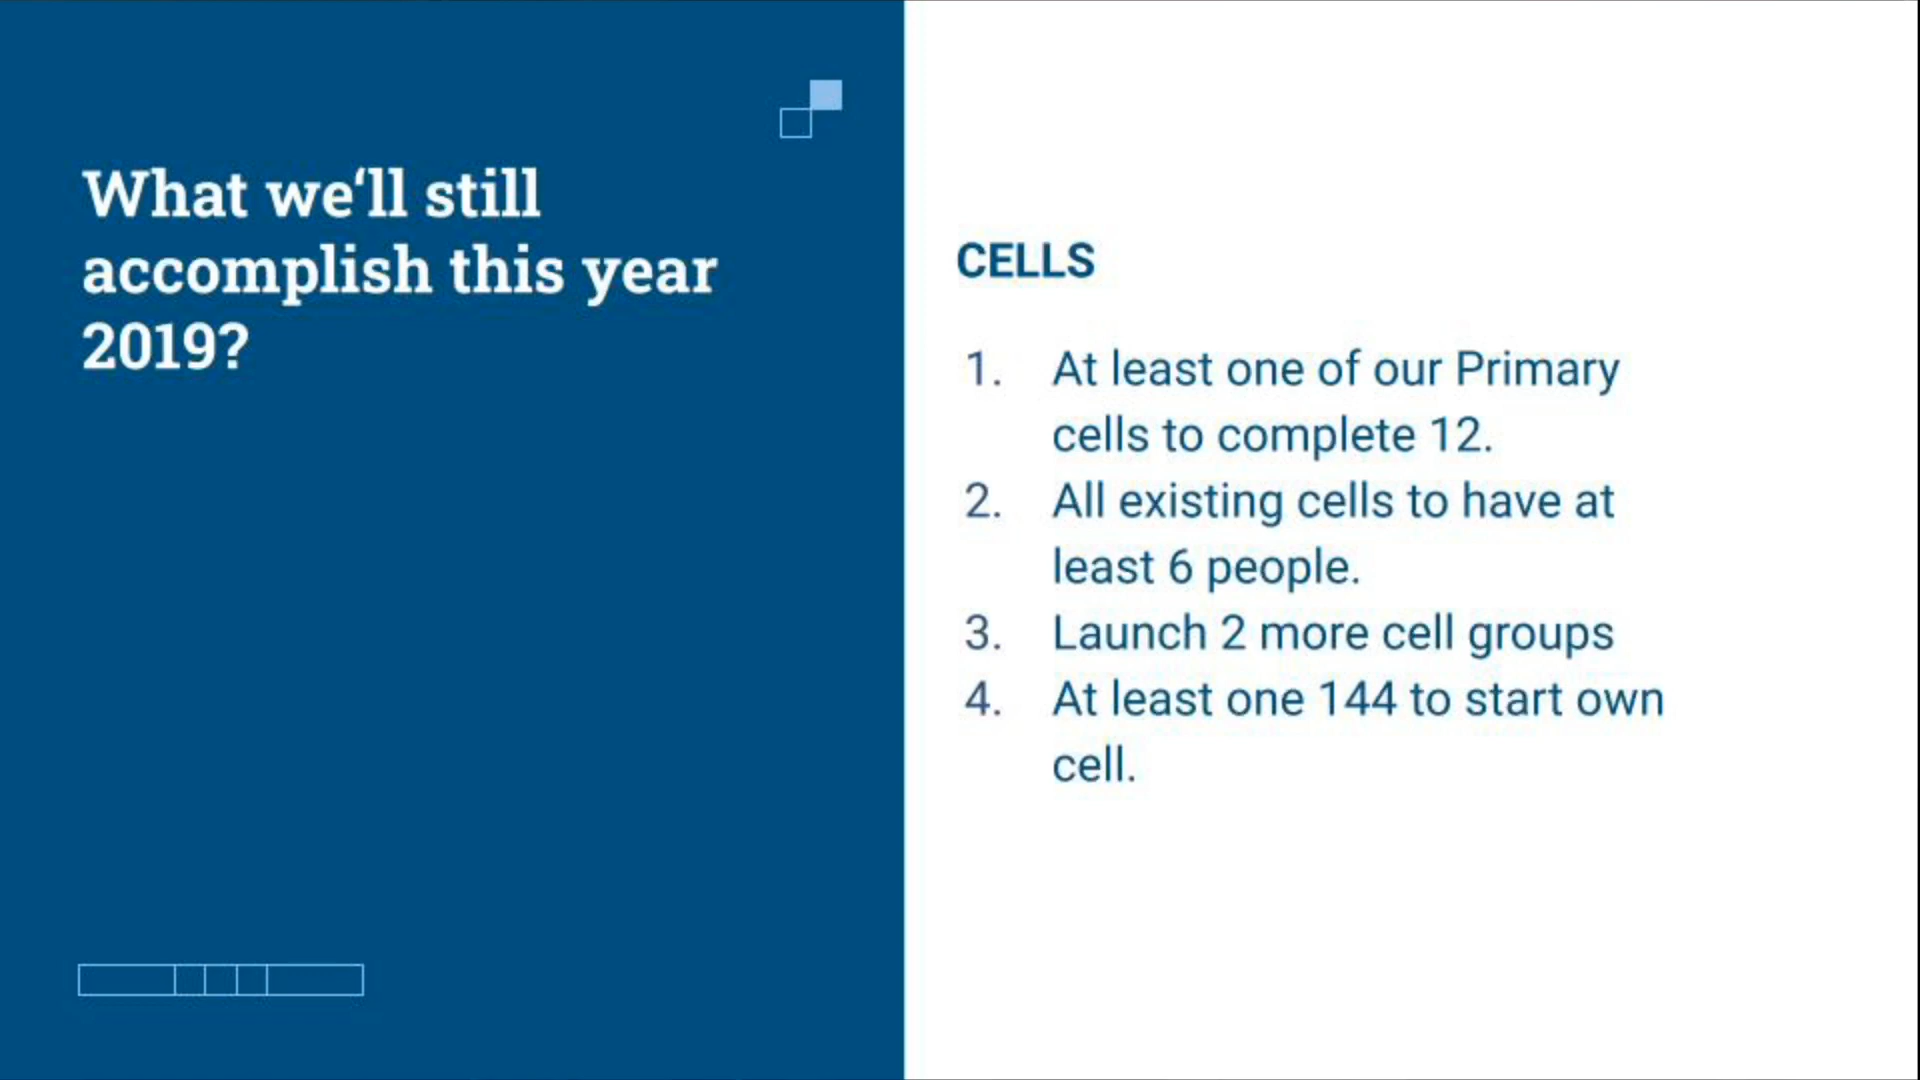 What we‘ll still
accomplish this year
2019?
CELLS
1. At least one of our Primary
cells to complete 12.
2. All existing cells to have at
least 6 people.
3. Launch 2 more cell groups
4. At least one 144 to start own
cell.